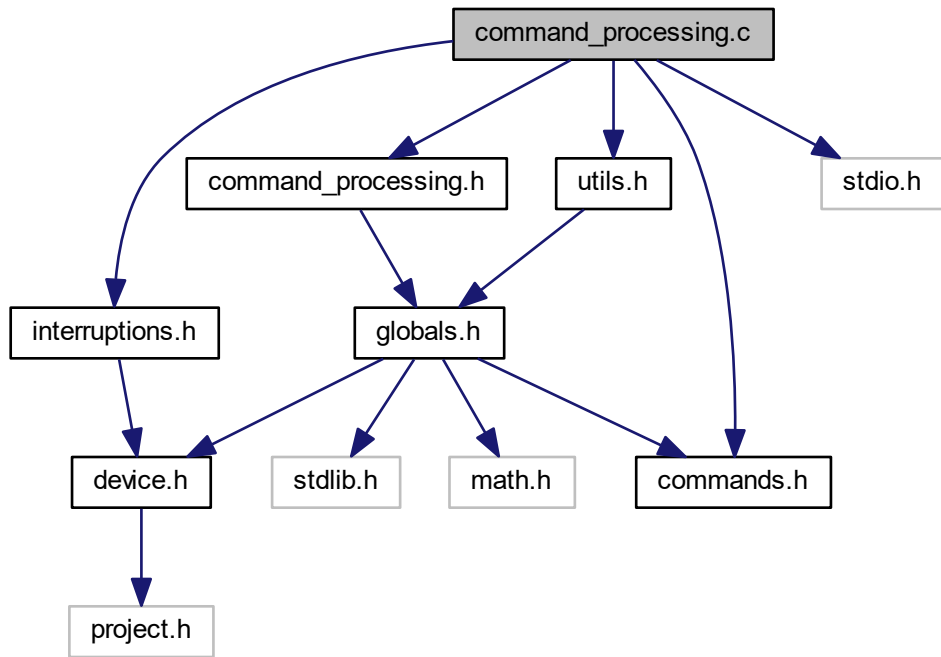 command_processing.c
command_processing.h
utils.h
stdio.h
interruptions.h
globals.h
device.h
stdlib.h
math.h
commands.h
project.h